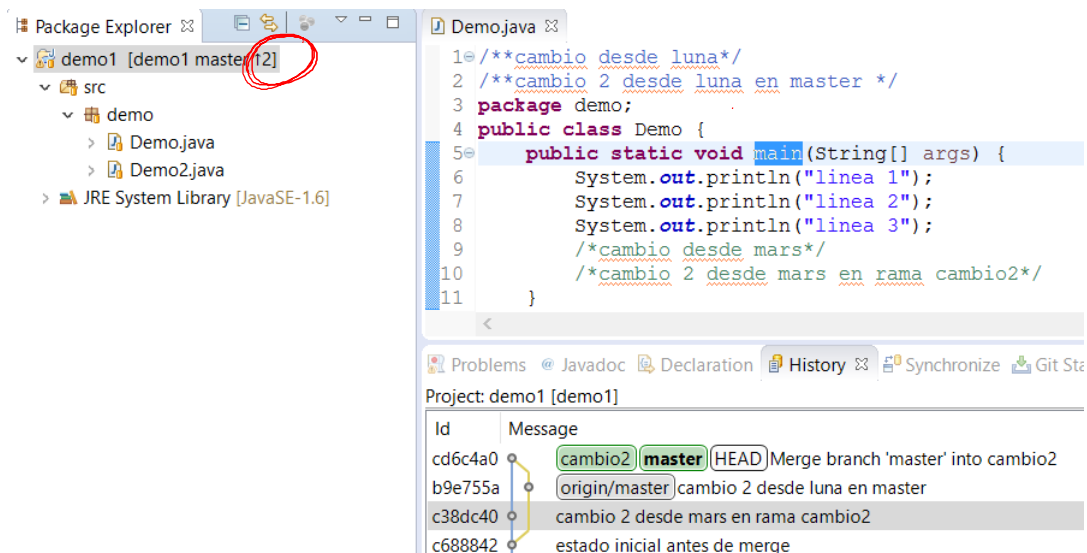 Package Explorer
demo1 [demo1 master ↑2]
src
demo
Demo.java
Demo2.java
JRE System Library [JavaSE-1.6]
Demo.java
1 /**cambio desde luna*/
2 /**cambio 2 desde luna en master */
3 package demo;
4 public class Demo {
5 public static void main(String[] args) {
6 System.out.println("linea 1");
7 System.out.println("linea 2");
8 System.out.println("linea 3");
9 /*cambio desde mars*/
10 /*cambio 2 desde mars en rama cambio2*/
11 }
Problems @ Javadoc Declaration History Synchronize Git Sta
Project: demo1 [demo1]
Id Message
cd6c4a0 cambio2 master HEAD Merge branch 'master' into cambio2
b9e755a origin/master cambio 2 desde luna en master
c38dc40 cambio 2 desde mars en rama cambio2
c688842 estado inicial antes de merge